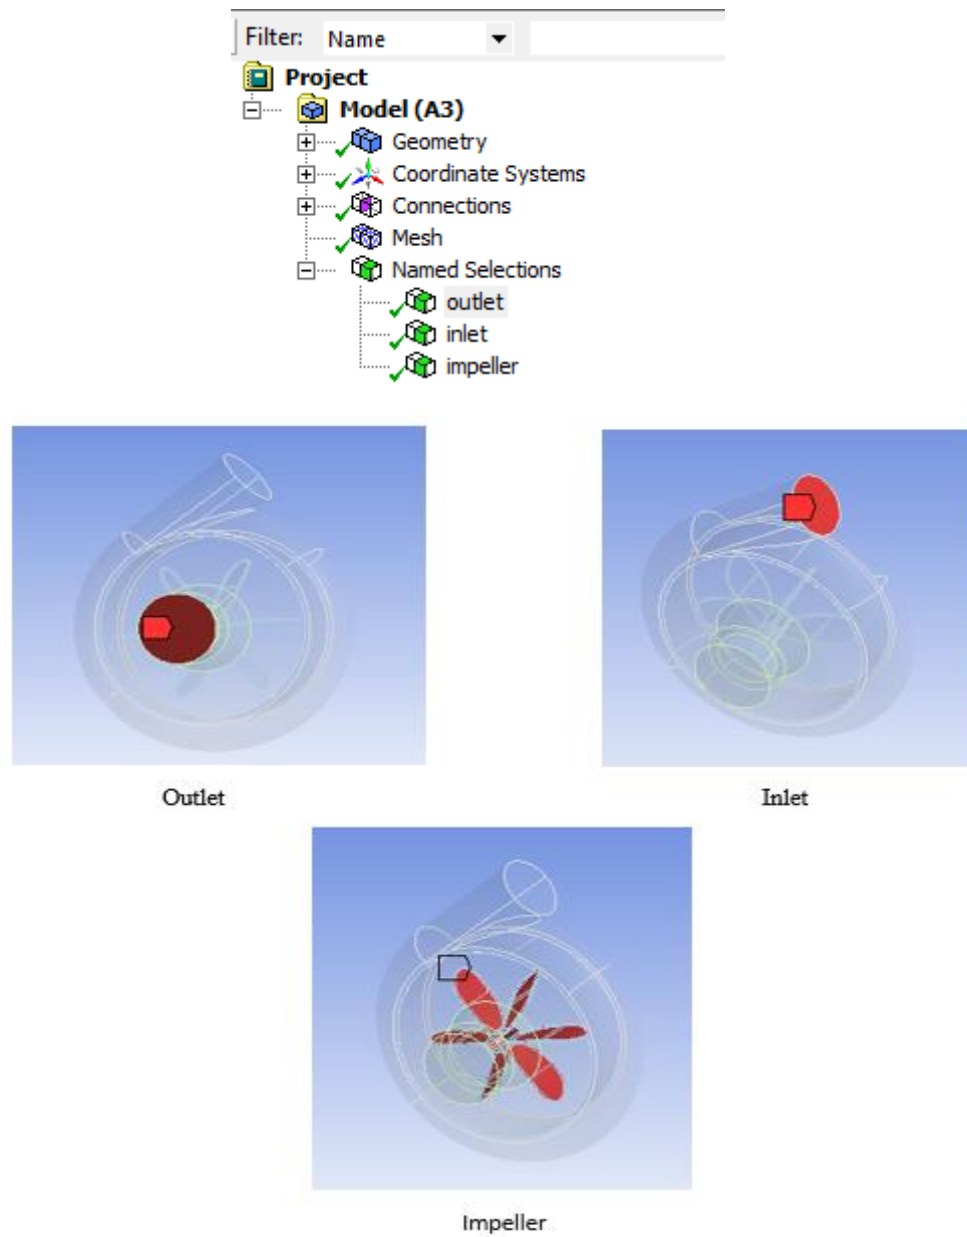 Filter: Name
Project
Model (A3)
Geometry
Coordinate Systems
Connections
Mesh
Named Selections
outlet
inlet
impeller
Outlet
Inlet
Impeller